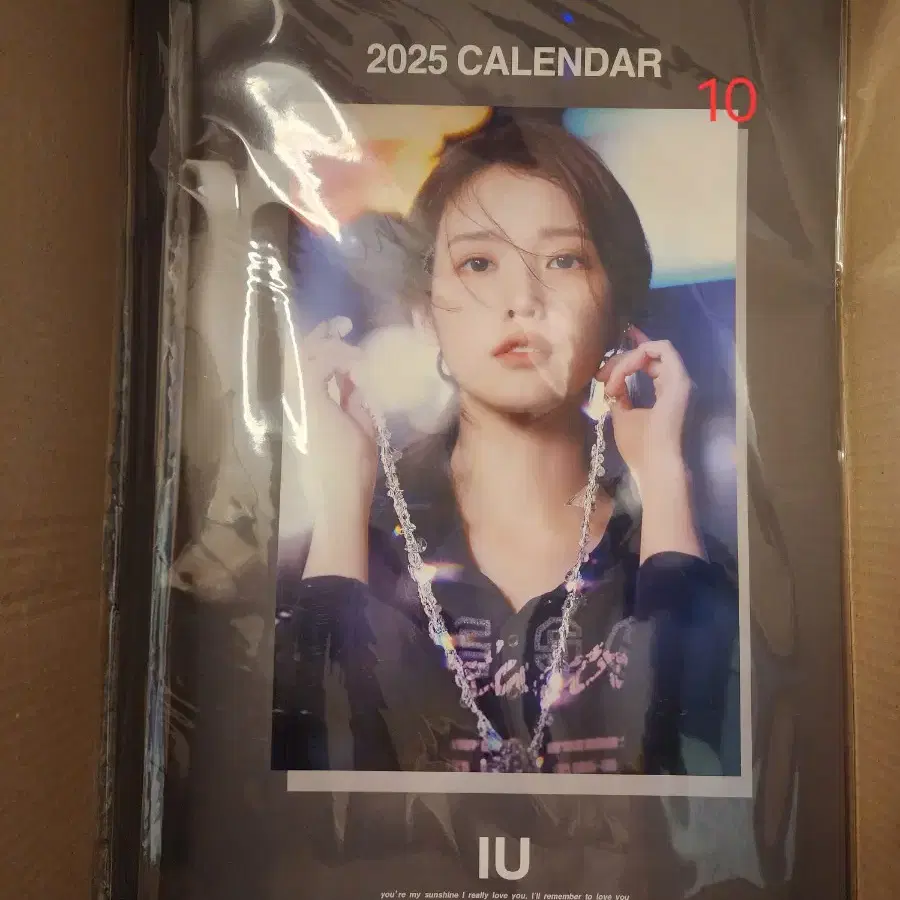 2025 CALENDAR
10
IU
you're my sunshine I really love you, I'll remember to love you